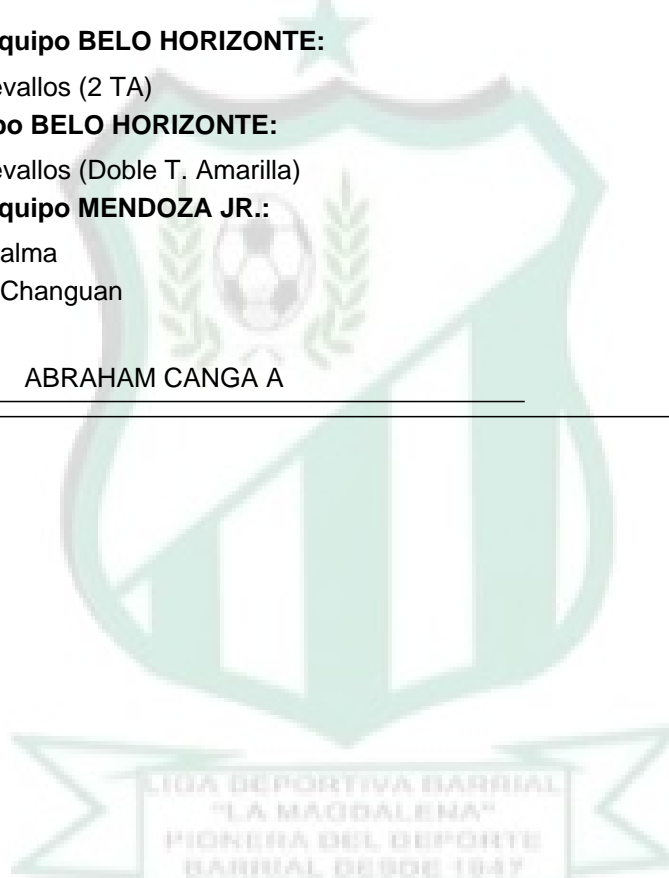 quipo BELO HORIZONTE:
evallos (2 TA)
po BELO HORIZONTE:
evallos (Doble T. Amarilla)
quipo MENDOZA JR.:
alma
Changuan
ABRAHAM CANGA A
LIGA DEPORTIVA BARRIAL
"LA MAGDALENA"
PIONERA DEL DEPORTE
BARRIAL DESDE 1947